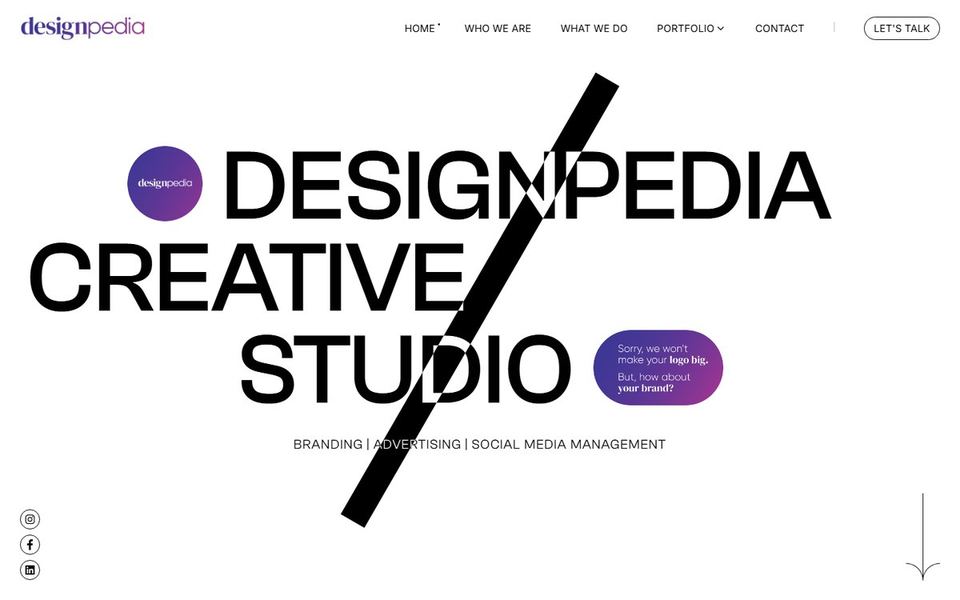 designpedia
HOME
WHO WE ARE
WHAT WE DO
PORTFOLIO
CONTACT
LET'S TALK
designpedia
DESIGNPEDIA
CREATIVE
STUDIO
Sorry, we won't
make your logo big.
But, how about
your brand?
BRANDING | ADVERTISING | SOCIAL MEDIA MANAGEMENT